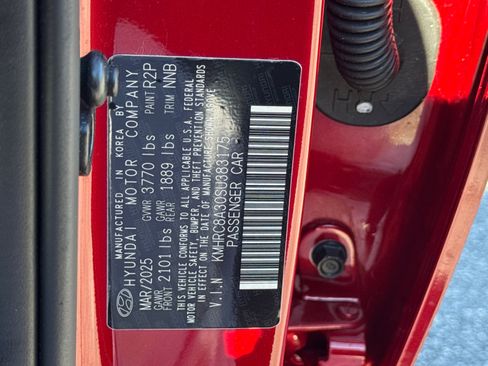 MANUFACTURED IN KOREA BY
HYUNDAI MOTOR COMPANY
MAR/2025 GVWR 3770 lbs PAINT R2P
GAWR FRONT 2101 lbs GAWR REAR 1889 lbs TRIM NNB
THIS VEHICLE CONFORMS TO ALL APPLICABLE U.S.A. FEDERAL
MOTOR VEHICLE SAFETY, BUMPER, AND THEFT PREVENTION STANDARDS
IN EFFECT ON THE DATE OF MANUFACTURE SHOWN ABOVE.
V.I.N KMHRC8A30SU383175
PASSENGER CAR